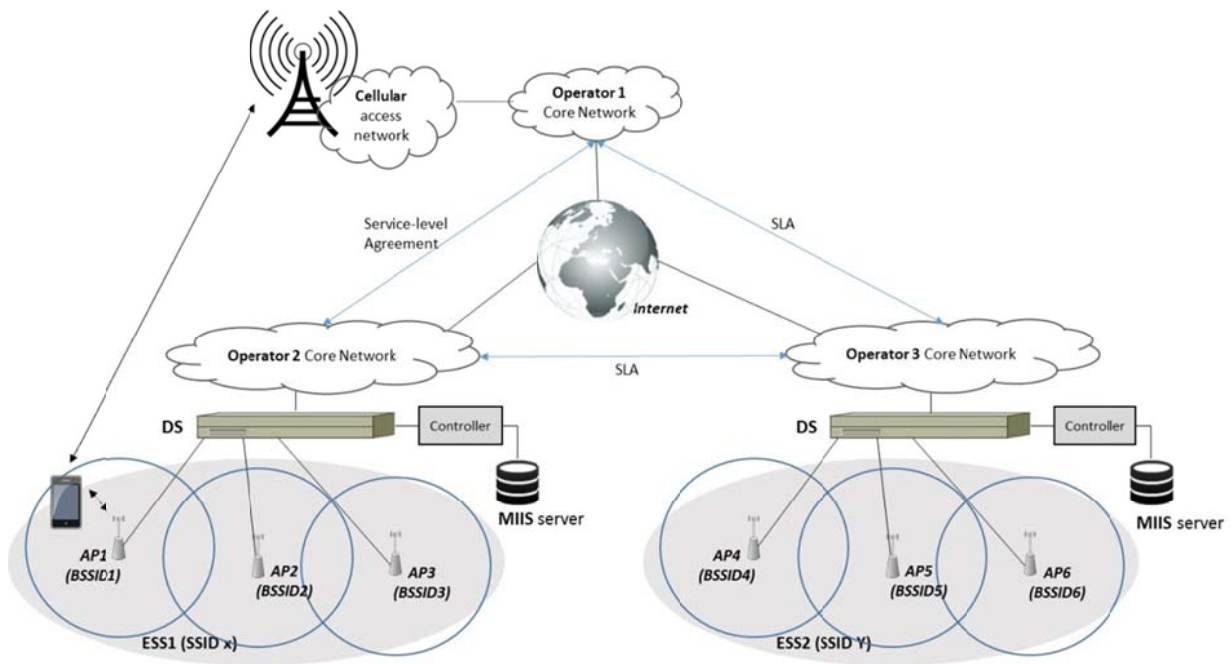 Cellular
access
network
Operator 1
Core Network
Service-level
Agreement
SLA
Internet
Operator 2 Core Network
SLA
Operator 3 Core Network
DS
Controller
MIIS server
AP1
(BSSID1)
AP2
(BSSID2)
AP3
(BSSID3)
ESS1 (SSID x)
DS
Controller
MIIS server
AP4
(BSSID4)
AP5
(BSSID5)
AP6
(BSSID6)
ESS2 (SSID Y)